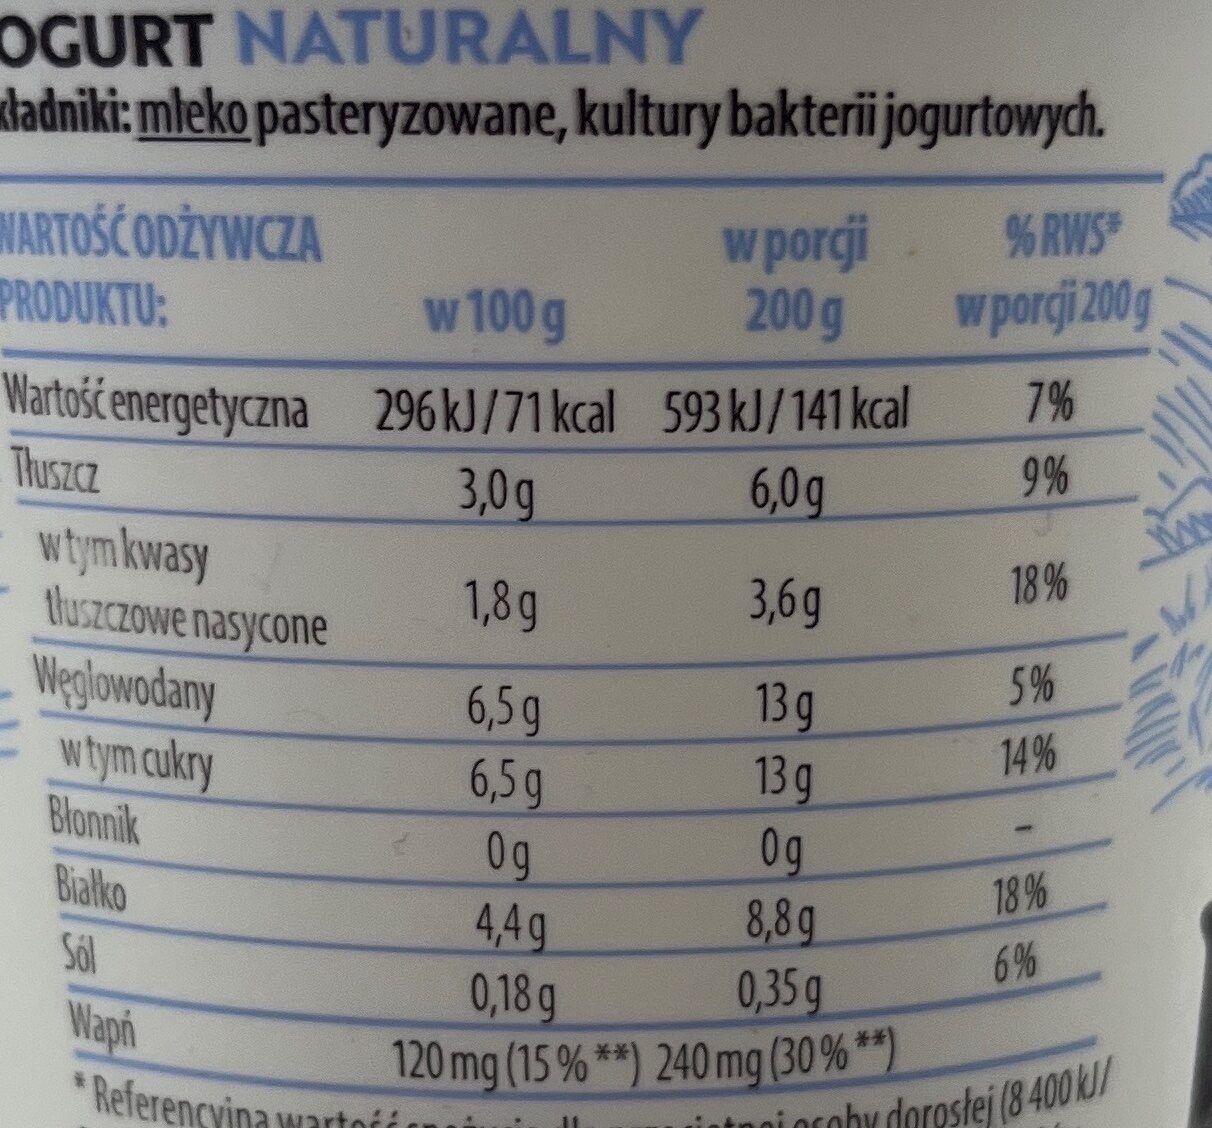 OGURT NATURALNY
kładniki: mleko pasteryzowane, kultury bakterii jogurtowych.
WARTOŚĆ ODŻYWCZA PRODUKTU: w 100 g w porcji 200 g % RWS* w porcji 200 g
Wartość energetyczna 296 kJ / 71 kcal 593 kJ / 141 kcal 7%
Tłuszcz 3,0 g 6,0 g 9%
w tym kwasy tłuszczowe nasycone 1,8 g 3,6 g 18%
Węglowodany 6,5 g 13 g 5%
w tym cukry 6,5 g 13 g 14%
Błonnik 0 g 0 g –
Białko 4,4 g 8,8 g 18%
Sól 0,18 g 0,35 g 6%
Wapń 120 mg (15% **) 240 mg (30% **)
* Referencyjna wartość osoby dorosłej (8 400 kJ/